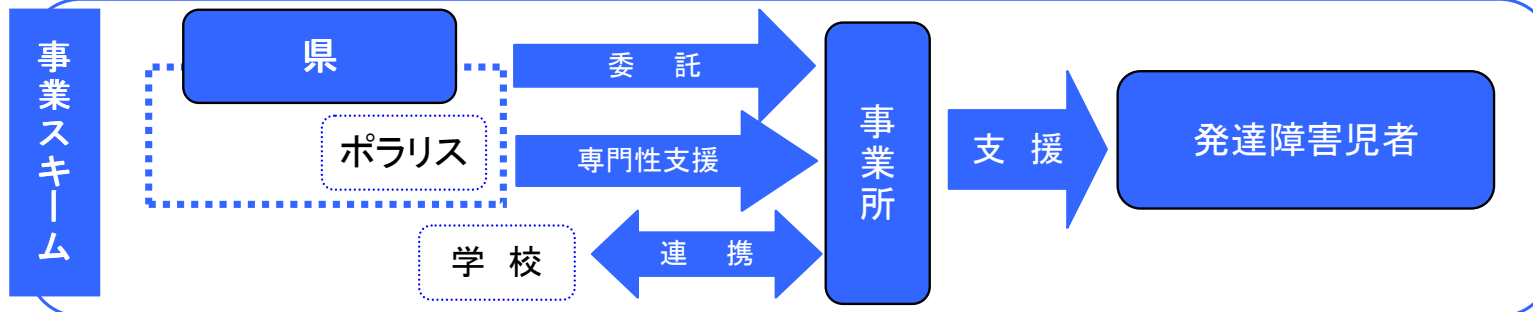 事業スキーム
県
ポラリス
学 校
委 託
専門性支援
連 携
事業所
支 援
発達障害児者